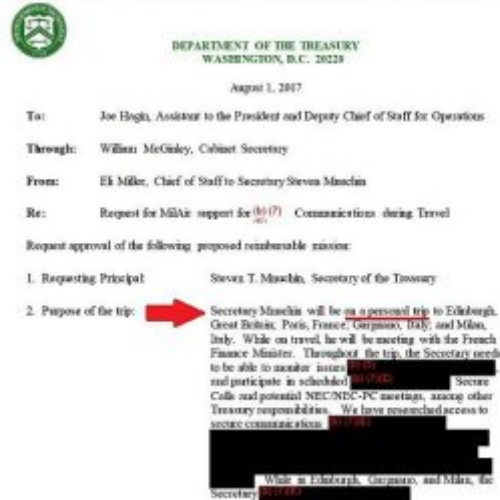 DEPARTMENT OF THE TREASURY
WASHINGTON, D.C. 20220
August 1, 2017
To: Joe Hagin, Assistant to the President and Deputy Chief of Staff for Operations
Through: William McGinley, Cabinet Secretary
From: Eli Miller, Chief of Staff to Secretary Steven Mnuchin
Re: Request for MilAir support for (b) (7) Communications during Travel
Request approval of the following proposed reimbursable mission:
1. Requesting Principal: Steven T. Mnuchin, Secretary of the Treasury
2. Purpose of the trip: Secretary Mnuchin will be on a personal trip to Edinburgh,
Great Britain; Paris, France; Gargnano, Italy; and Milan,
Italy. While on travel, he will be meeting with the French
Finance Minister. Throughout the trip, the Secretary needs
to be able to monitor issues
and participate in scheduled (b) (7)(E) Secure
Calls and potential NEC/NEC-PC meetings, among other
Treasury responsibilities. We have researched access to
secure communications (b) (7)(E)
While in Edinburgh, Gargnano, and Milan, the
Secretary (b) (7)(E)